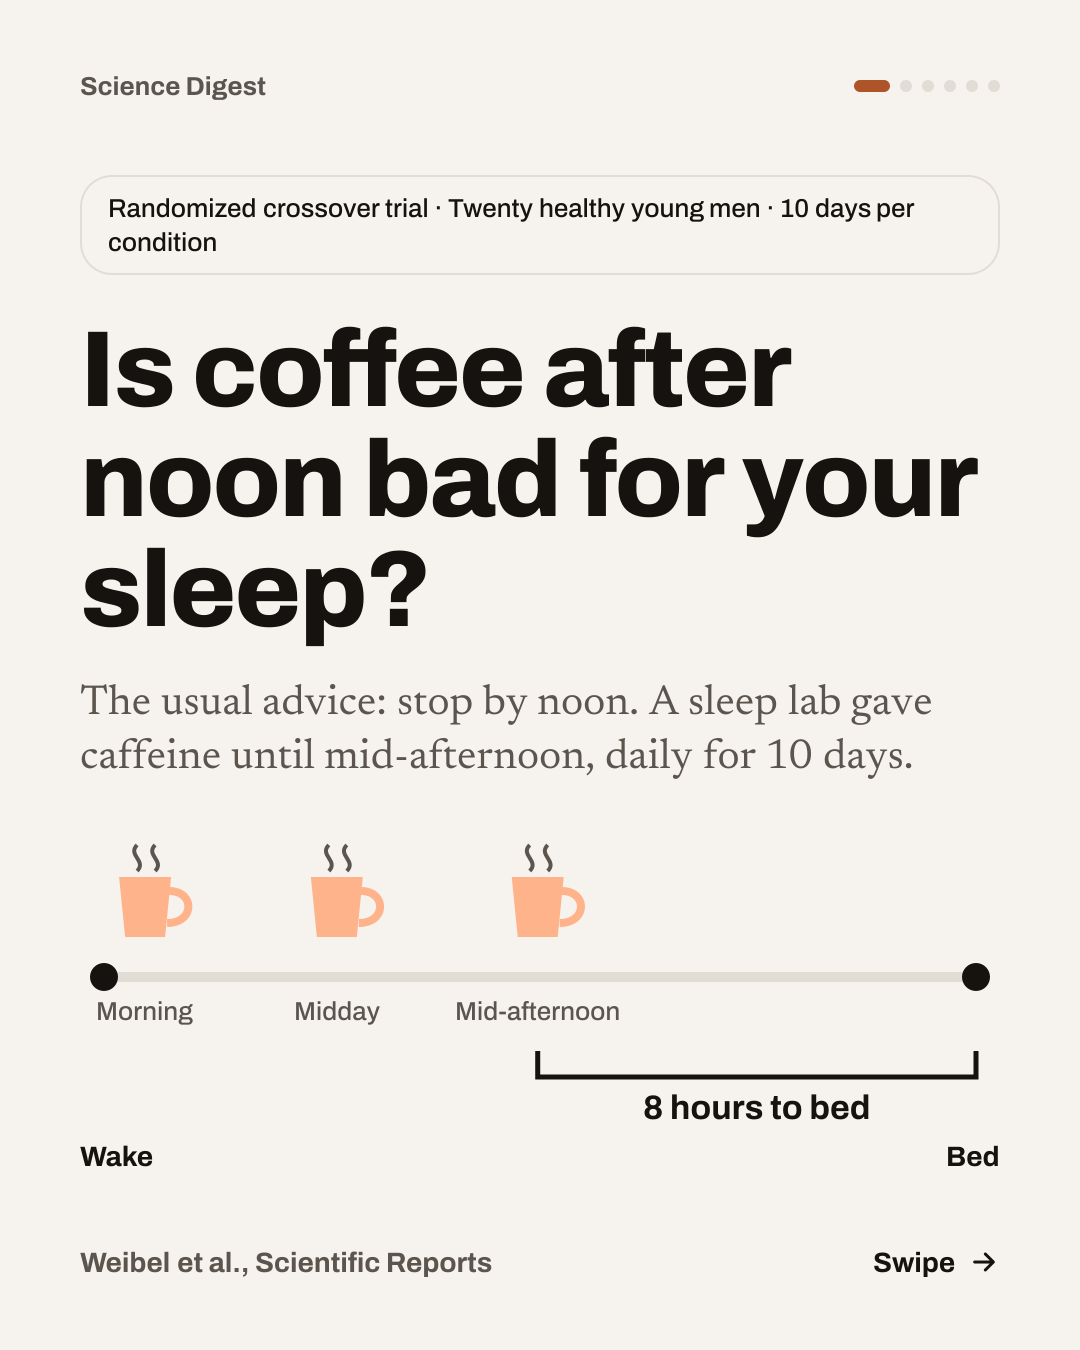 Science Digest
Randomized crossover trial · Twenty healthy young men · 10 days per
condition
Is coffee after
noon bad for your
sleep?
The usual advice: stop by noon. A sleep lab gave
caffeine until mid-afternoon, daily for 10 days.
Morning
Midday
Mid-afternoon
8 hours to bed
Wake
Bed
Weibel et al., Scientific Reports
Swipe →